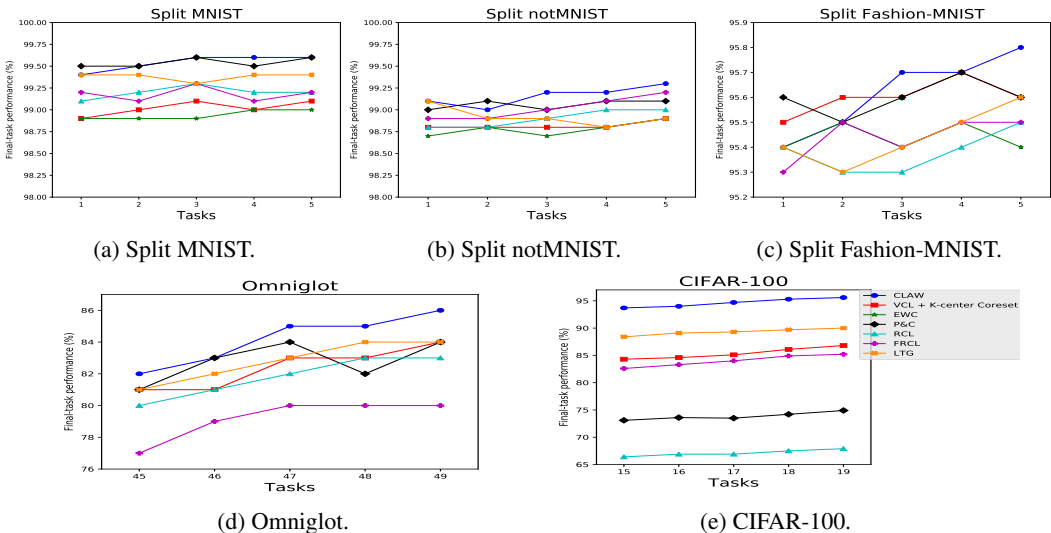 Split MNIST
Final-task performance (%)
100.00
99.75
99.50
99.25
99.00
98.75
98.50
98.25
98.00
1 2 3 4 5
Tasks
(a) Split MNIST.
Split notMNIST
Final-task performance (%)
100.00
99.75
99.50
99.25
99.00
98.75
98.50
98.25
98.00
1 2 3 4 5
Tasks
(b) Split notMNIST.
Split Fashion-MNIST
Final-task performance (%)
95.9
95.8
95.7
95.6
95.5
95.4
95.3
95.2
1 2 3 4 5
Tasks
(c) Split Fashion-MNIST.
Omniglot
Final-task performance (%)
86
84
82
80
78
76
45 46 47 48 49
Tasks
(d) Omniglot.
CIFAR-100
Final-task performance (%)
95
90
85
80
75
70
65
15 16 17 18 19
Tasks
CLAW
VCL + K-center Coreset
EWC
P&C
RCL
FRCL
LTG
(e) CIFAR-100.